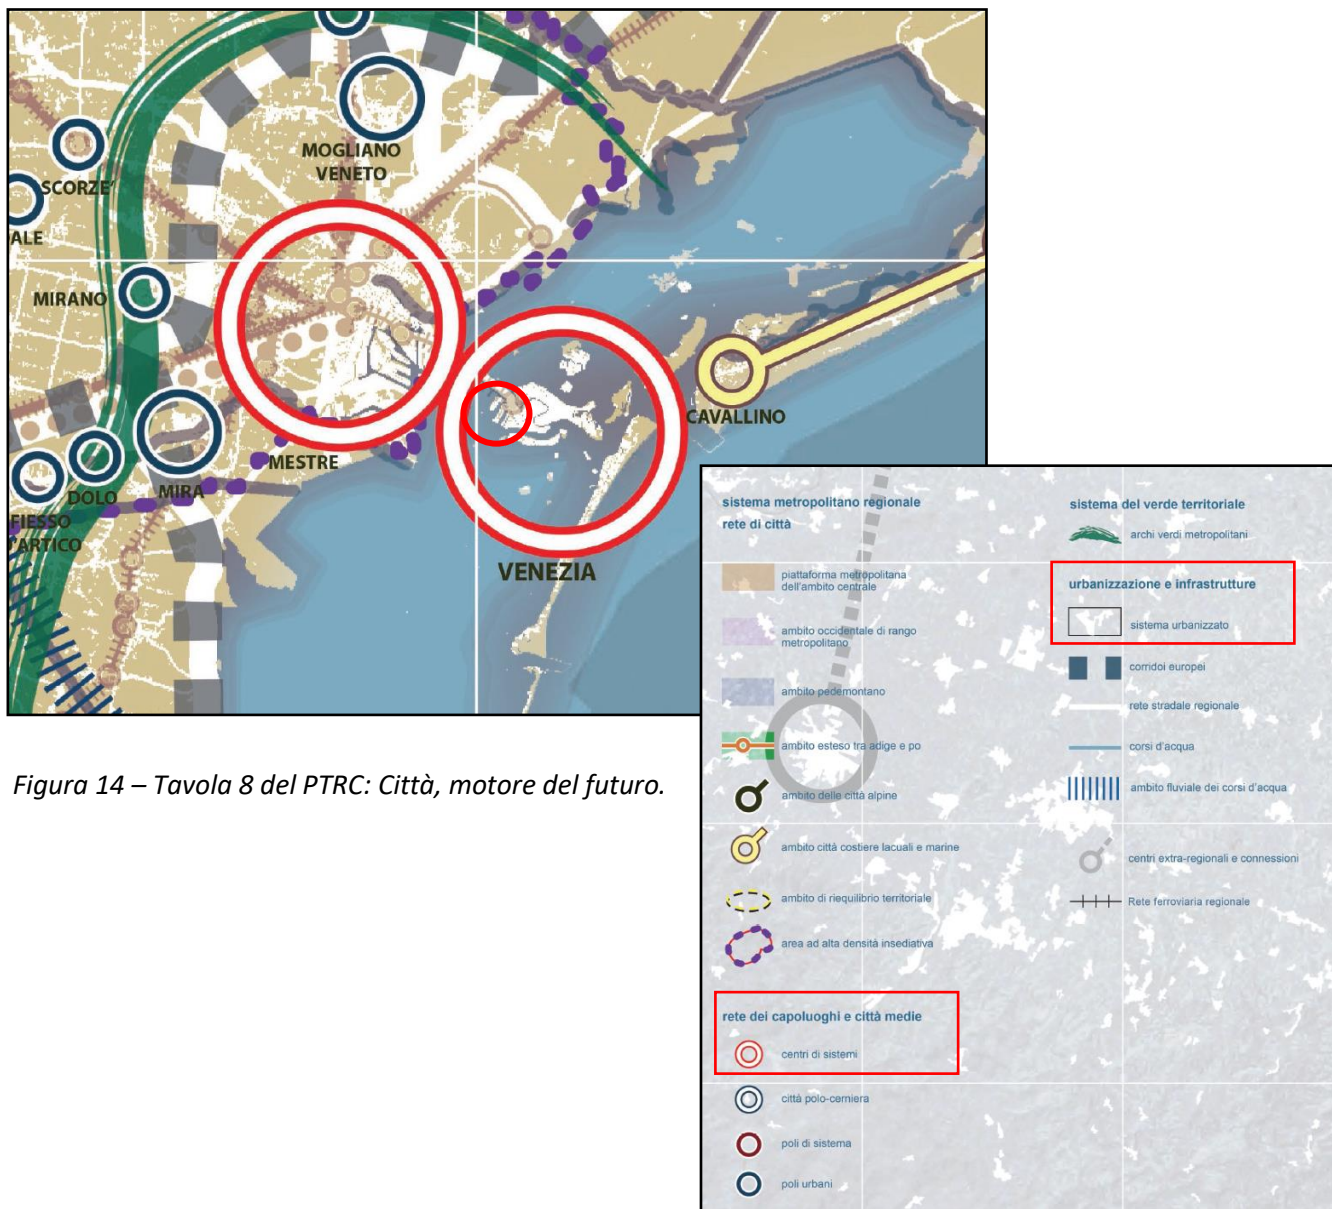 MOGLIANO
VENETO
SCORZE'
ALE
MIRANO
CAVALLINO
MESTRE
MIRA
DOLO
FIESSO
D'ARTICO
VENEZIA
Figura 14 – Tavola 8 del PTRC: Città, motore del futuro.
sistema metropolitano regionale
rete di città
piattaforma metropolitana
dell'ambito centrale
ambito occidentale di rango
metropolitano
ambito pedemontano
ambito esteso tra adige e po
ambito delle città alpine
ambito città costiere lacuali e marine
ambito di riequilibrio territoriale
area ad alta densità insediativa
rete dei capoluoghi e città medie
centri di sistemi
città polo-cerniera
poli di sistema
poli urbani
sistema del verde territoriale
archi verdi metropolitani
urbanizzazione e infrastrutture
sistema urbanizzato
corridoi europei
rete stradale regionale
corsi d'acqua
ambito fluviale dei corsi d'acqua
centri extra-regionali e connessioni
Rete ferroviaria regionale